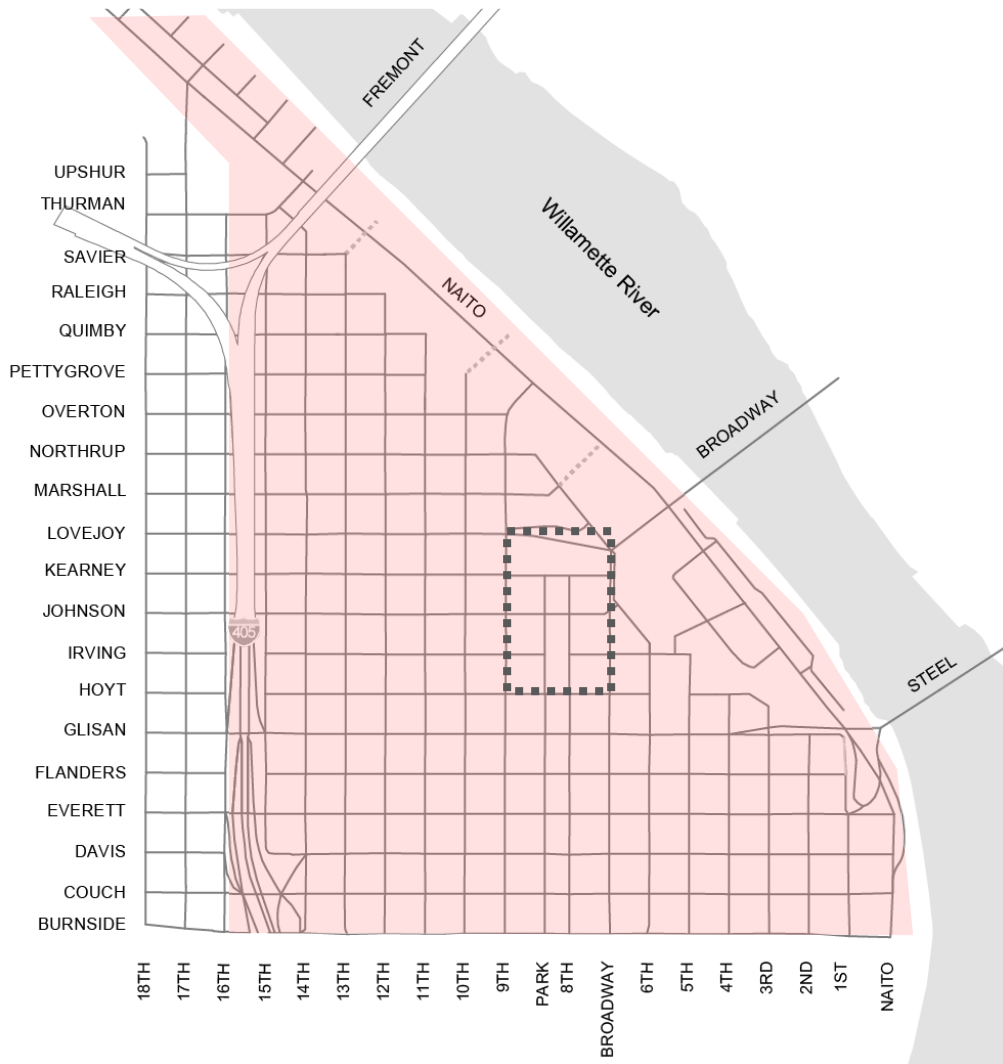 FREMONT
UPSHUR
THURMAN
Willamette River
SAVIER
NAITO
RALEIGH
QUIMBY
PETTYGROVE
BROADWAY
OVERTON
NORTHRUP
MARSHALL
LOVEJOY
KEARNEY
JOHNSON
405
IRVING
STEEL
HOYT
GLISAN
FLANDERS
EVERETT
DAVIS
COUCH
BURNSIDE
18TH
17TH
16TH
15TH
14TH
13TH
12TH
11TH
10TH
9TH
PARK
8TH
BROADWAY
6TH
5TH
4TH
3RD
2ND
1ST
NAITO